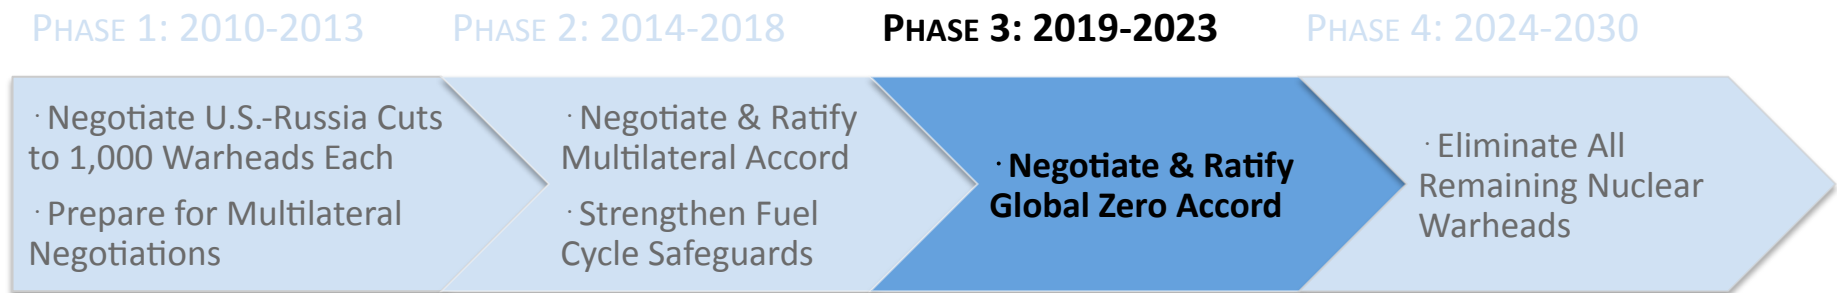 PHASE 1: 2010-2013
PHASE 2: 2014-2018
PHASE 3: 2019-2023
PHASE 4: 2024-2030
· Negotiate U.S.-Russia Cuts
to 1,000 Warheads Each
· Prepare for Multilateral
Negotiations
· Negotiate & Ratify
Multilateral Accord
· Strengthen Fuel
Cycle Safeguards
· Negotiate & Ratify
Global Zero Accord
· Eliminate All
Remaining Nuclear
Warheads